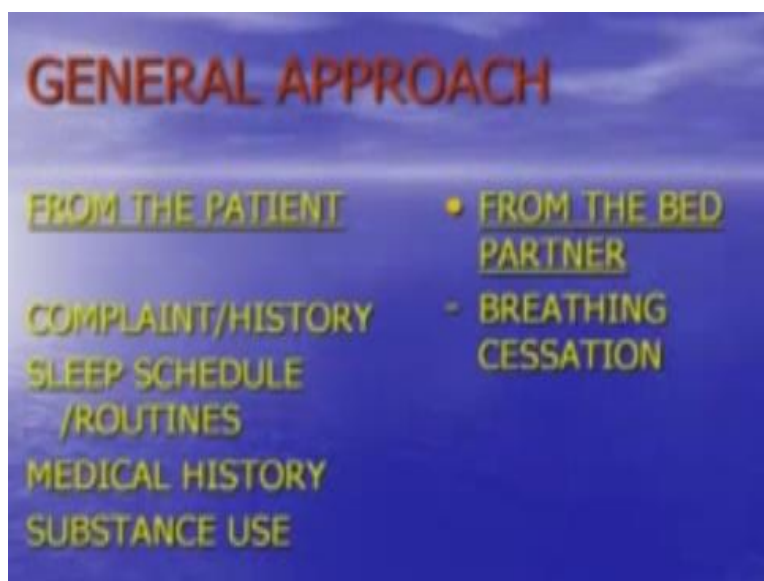 GENERAL APPROACH
FROM THE PATIENT
COMPLAINT/HISTORY
SLEEP SCHEDULE
/ROUTINES
MEDICAL HISTORY
SUBSTANCE USE
• FROM THE BED
PARTNER
- BREATHING
CESSATION